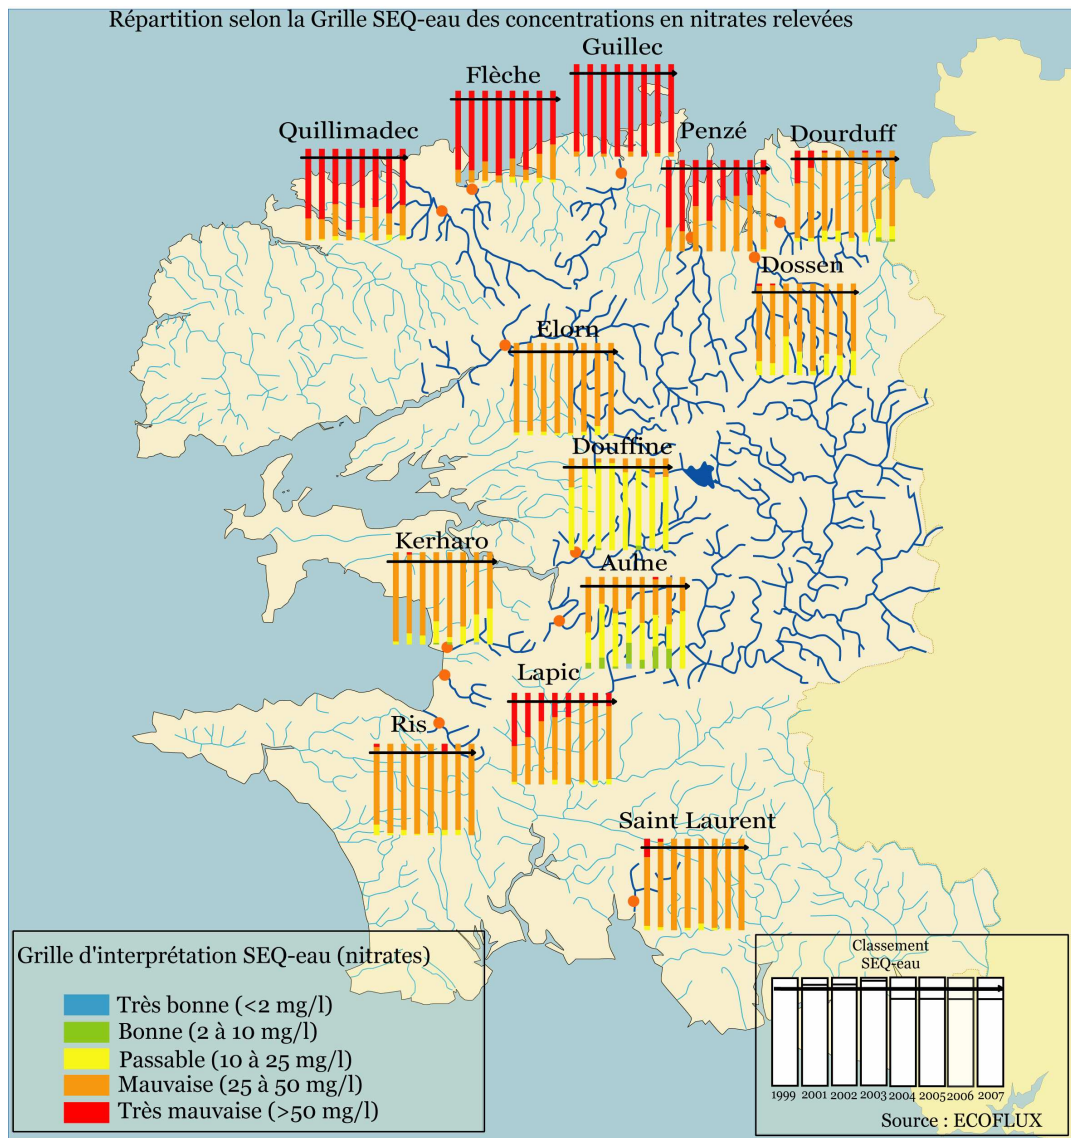 Répartition selon la Grille SEQ-eau des concentrations en nitrates relevées
Guillec
Flèche
Quillimadec
Penzé
Dourduff
Dossen
Elorn
Douffine
Kerharo
Aulne
Lapic
Ris
Saint Laurent
Grille d'interprétation SEQ-eau (nitrates)
Très bonne (<2 mg/l)
Bonne (2 à 10 mg/l)
Passable (10 à 25 mg/l)
Mauvaise (25 à 50 mg/l)
Très mauvaise (>50 mg/l)
Classement
SEQ-eau
1999 2001 2002 2003 2004 2005 2006 2007
Source : ECOFLUX